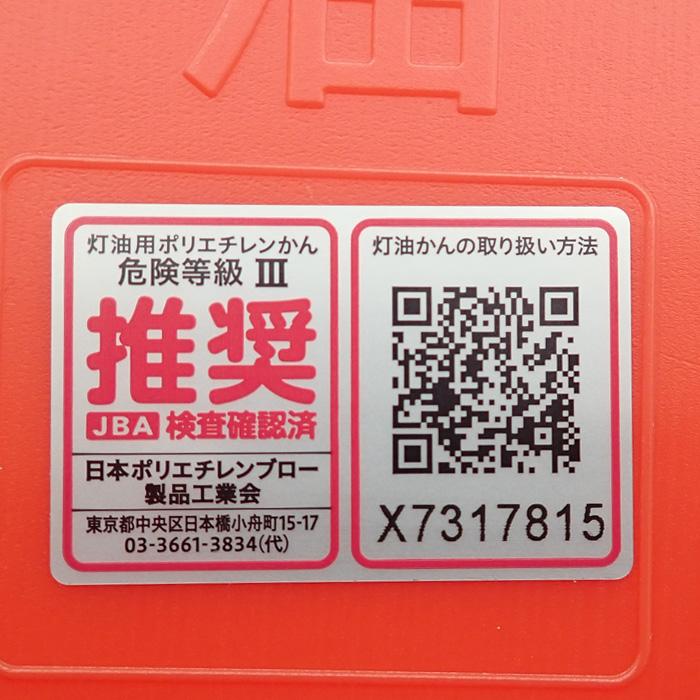 油
灯油用ポリエチレンかん
危険等級 Ⅲ
推奨
JBA 検査確認済
日本ポリエチレンブロー
製品工業会
東京都中央区日本橋小舟町15-17
03-3661-3834(代)
灯油かんの取り扱い方法
X7317815